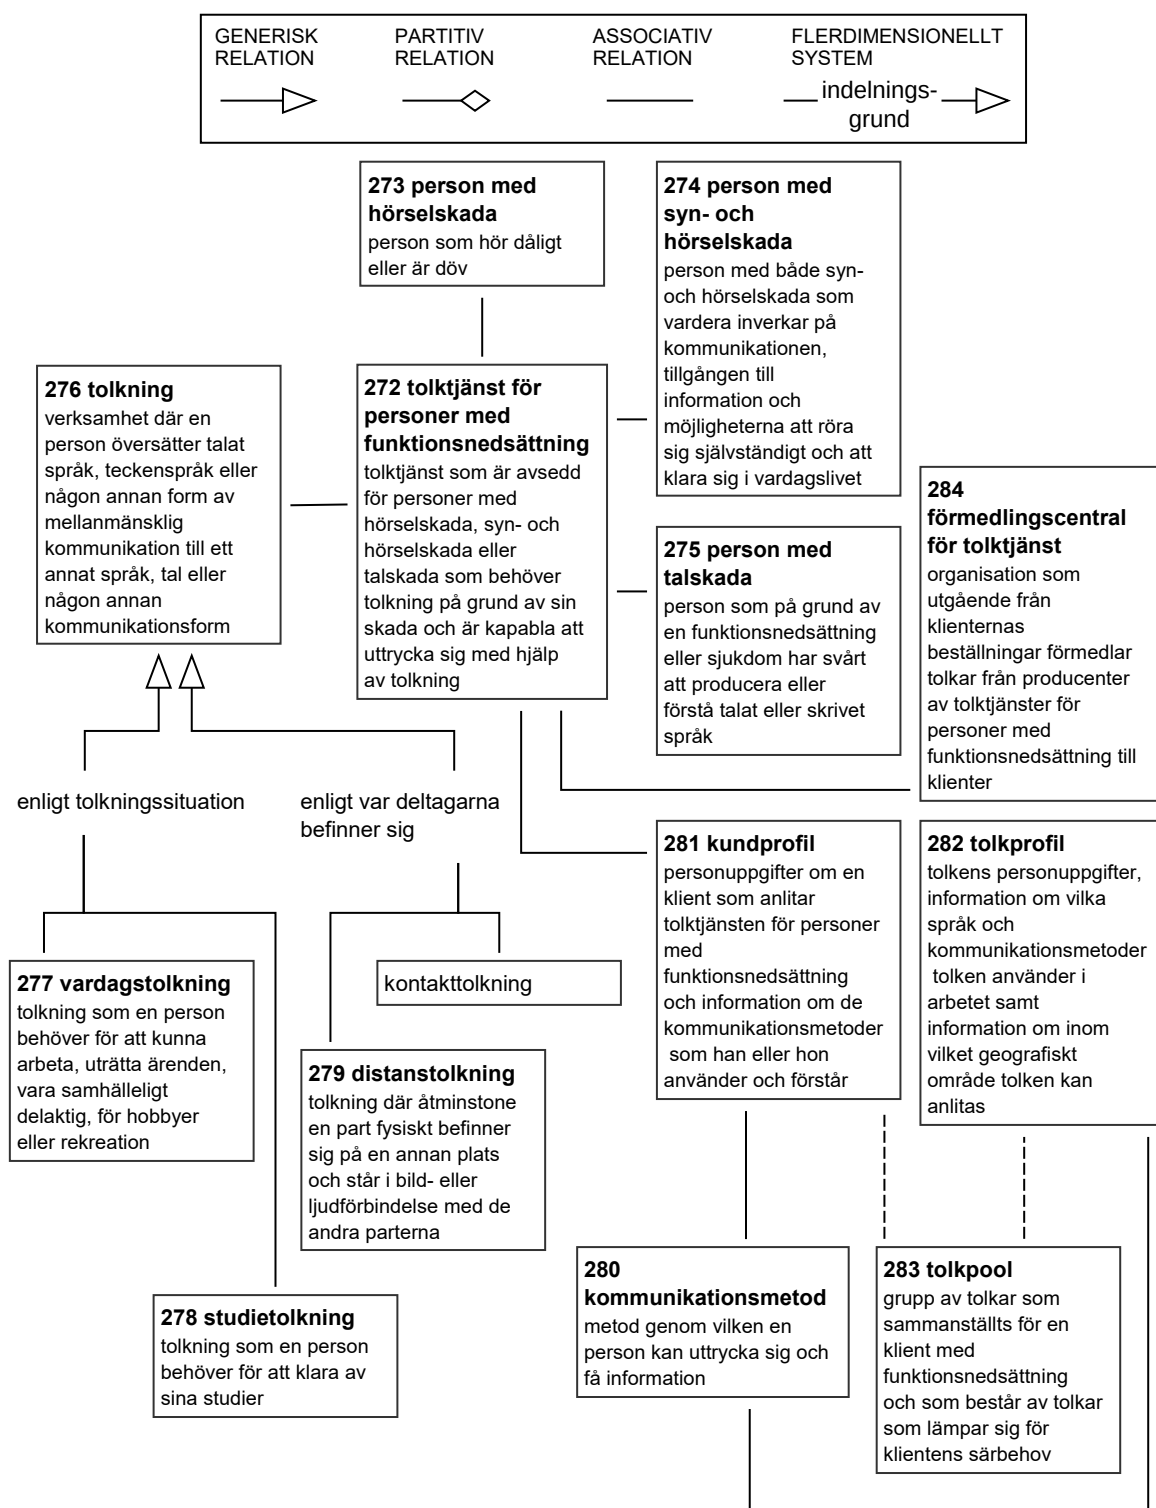 GENERISK
RELATION
PARTITIV
RELATION
ASSOCIATIV
RELATION
FLERDIMENSIONELLT
SYSTEM
indelnings-
grund
273 person med
hörselskada
person som hör dåligt
eller är döv
274 person med
syn- och
hörselskada
person med både syn-
och hörselskada som
vardera inverkar på
kommunikationen,
tillgången till
information och
möjligheterna att röra
sig självständigt och att
klara sig i vardagslivet
276 tolkning
verksamhet där en
person översätter talat
språk, teckenspråk eller
någon annan form av
mellanmänsklig
kommunikation till ett
annat språk, tal eller
någon annan
kommunikationsform
272 tolktjänst för
personer med
funktionsnedsättning
tolktjänst som är avsedd
för personer med
hörselskada, syn- och
hörselskada eller
talskada som behöver
tolkning på grund av sin
skada och är kapabla att
uttrycka sig med hjälp
av tolkning
275 person med
talskada
person som på grund av
en funktionsnedsättning
eller sjukdom har svårt
att producera eller
förstå talat eller skrivet
språk
284
förmedlingscentral
för tolktjänst
organisation som
utgående från
klienternas
beställningar förmedlar
tolkar från producenter
av tolktjänster för
personer med
funktionsnedsättning till
klienter
enligt tolkningssituation
enligt var deltagarna
befinner sig
281 kundprofil
personuppgifter om en
klient som anlitar
tolktjänsten för personer
med
funktionsnedsättning
och information om de
kommunikationsmetoder
som han eller hon
använder och förstår
282 tolkprofil
tolkens personuppgifter,
information om vilka
språk och
kommunikationsmetoder
tolken använder i
arbetet samt
information om inom
vilket geografiskt
område tolken kan
anlitas
277 vardagstolkning
tolkning som en person
behöver för att kunna
arbeta, uträtta ärenden,
vara samhälleligt
delaktig, för hobbyer
eller rekreation
kontakttolkning
279 distanstolkning
tolkning där åtminstone
en part fysiskt befinner
sig på en annan plats
och står i bild- eller
ljudförbindelse med de
andra parterna
278 studietolkning
tolkning som en person
behöver för att klara av
sina studier
280
kommunikationsmetod
metod genom vilken en
person kan uttrycka sig och
få information
283 tolkpool
grupp av tolkar som
sammanställts för en
klient med
funktionsnedsättning
och som består av tolkar
som lämpar sig för
klientens särbehov